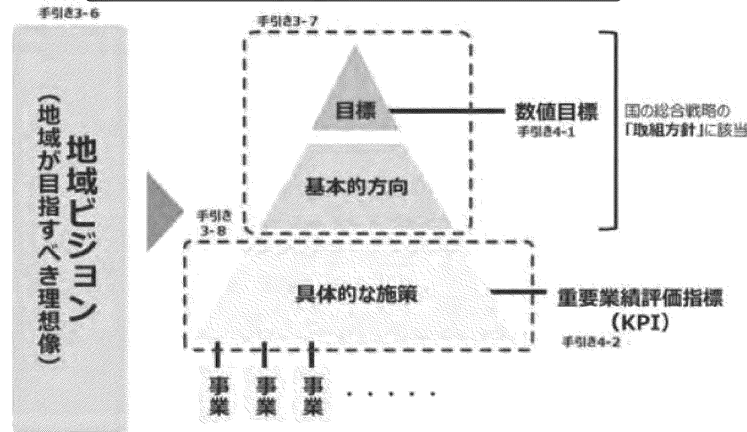 手引き3-6
地域ビジョン
（地域が目指すべき理想像）
手引き3-7
目標
数値目標
手引き4-1
国の総合戦略の
「取組方針」に該当
基本的方向
手引き
3-8
具体的な施策
重要業績評価指標
（KPI）
手引き4-2
事業
事業
事業
・・・・・